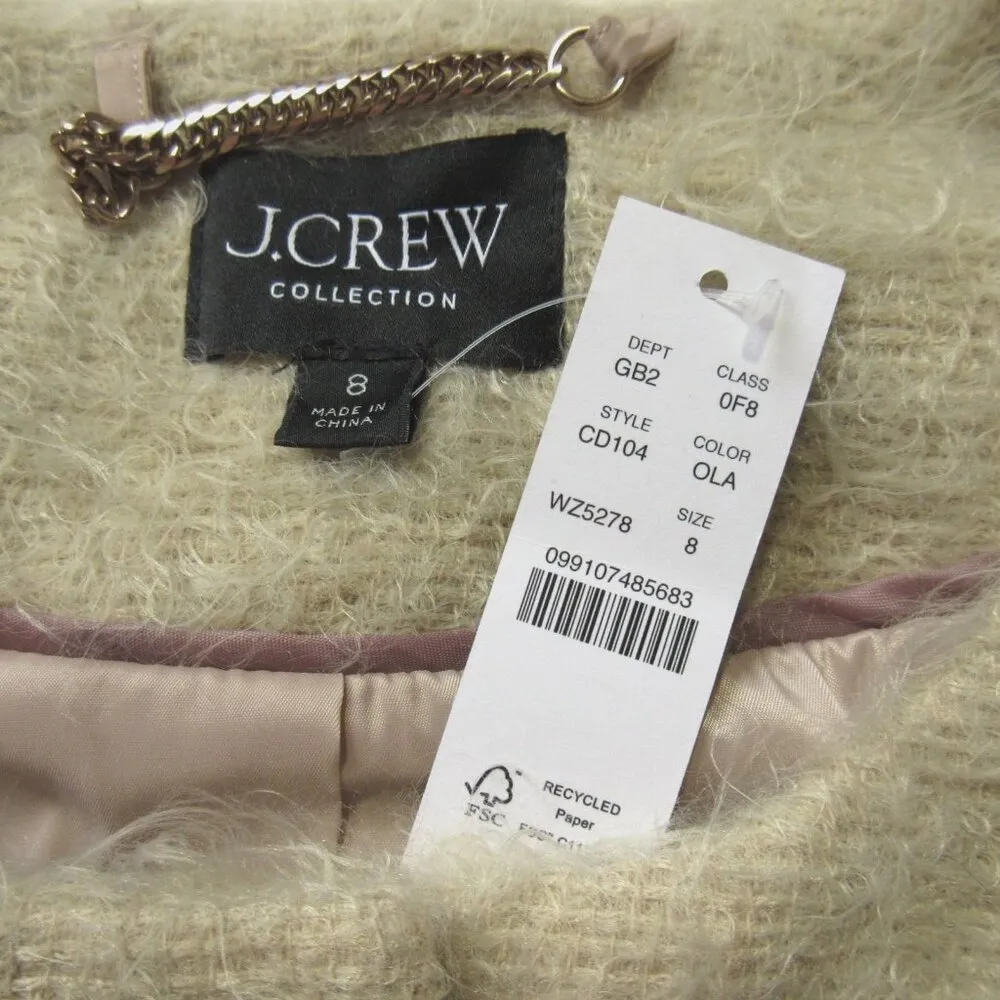 J.CREW
COLLECTION
8
MADE IN
CHINA
DEPT
GB2
CLASS
0F8
STYLE
CD104
COLOR
OLA
WZ5278
SIZE
8
099107485683
FSC
RECYCLED
Paper